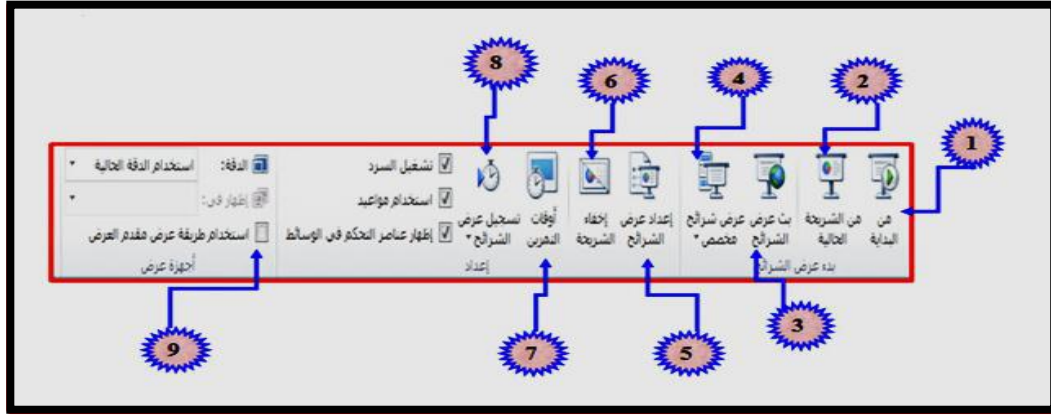 8
6
4
2
1
من البداية
من الشريحة الحالية
بث عرض الشرائح
عرض شرائح مخصص
إعداد عرض الشرائح
إخفاء الشريحة
أوقات التمرين
تسجيل عرض الشرائح
تشغيل السرد
استخدام مواعيد
إظهار عناصر التحكم في الوسائط
الدقة:
استخدام الدقة الحالية
إظهار في:
استخدام طريقة عرض مقدم العرض
بدء عرض الشرائح
إعداد
أجهزة عرض
3
5
7
9